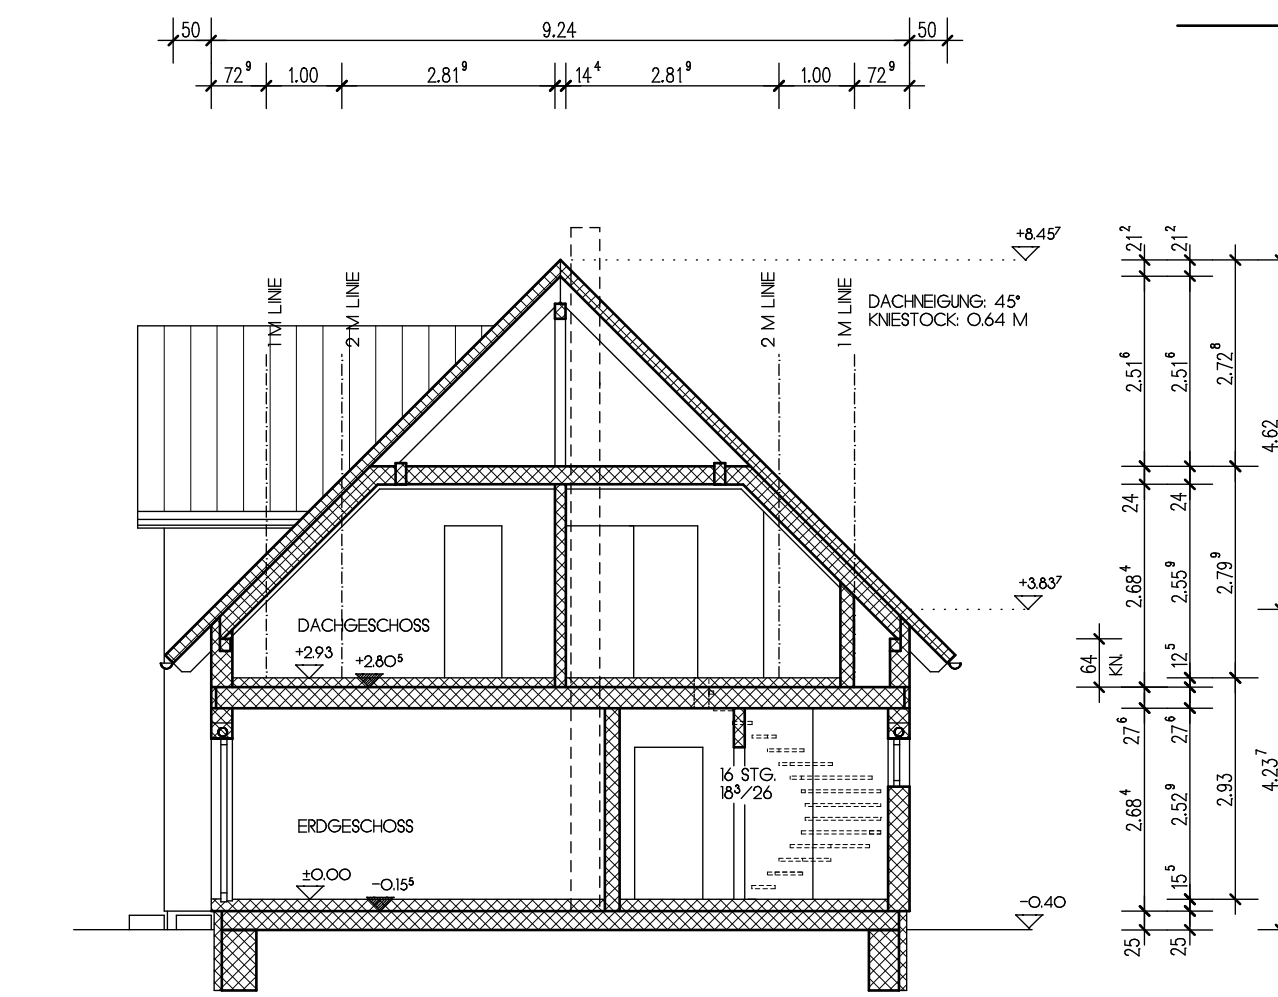 50 9.24 50
72⁹ 1.00 2.81⁹ 14⁴ 2.81⁹ 1.00 72⁹
+8.45⁷
1 M LINIE
2 M LINIE
2 M LINIE
1 M LINIE
DACHNEIGUNG: 45°
KNIESTOCK: 0.64 M
+3.83⁷
DACHGESCHOSS
+2.93
+2.80⁵
16 STG.
18³/26
ERDGESCHOSS
±0.00
-0.15⁵
-0.40
64
KN.
21²
2.51⁶
24
2.68⁴
27⁶
2.68⁴
25
21²
2.51⁶
24
2.55⁹
12⁵
27⁶
2.52⁹
15⁵
25
2.72⁸
2.79⁹
2.93
4.62
4.23⁷